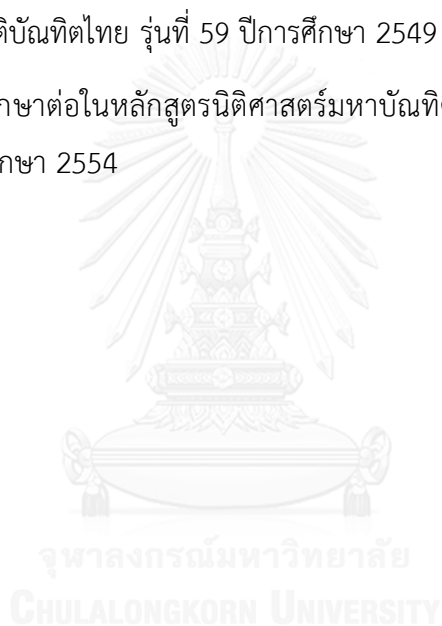 ติบัณฑิตไทย รุ่นที่ 59 ปีการศึกษา 2549
กษาต่อในหลักสูตรนิติศาสตร์มหาบัณฑิ
กษา 2554
จุฬาลงกรณ์มหาวิทยาลัย
CHULALONGKORN UNIVERSITY